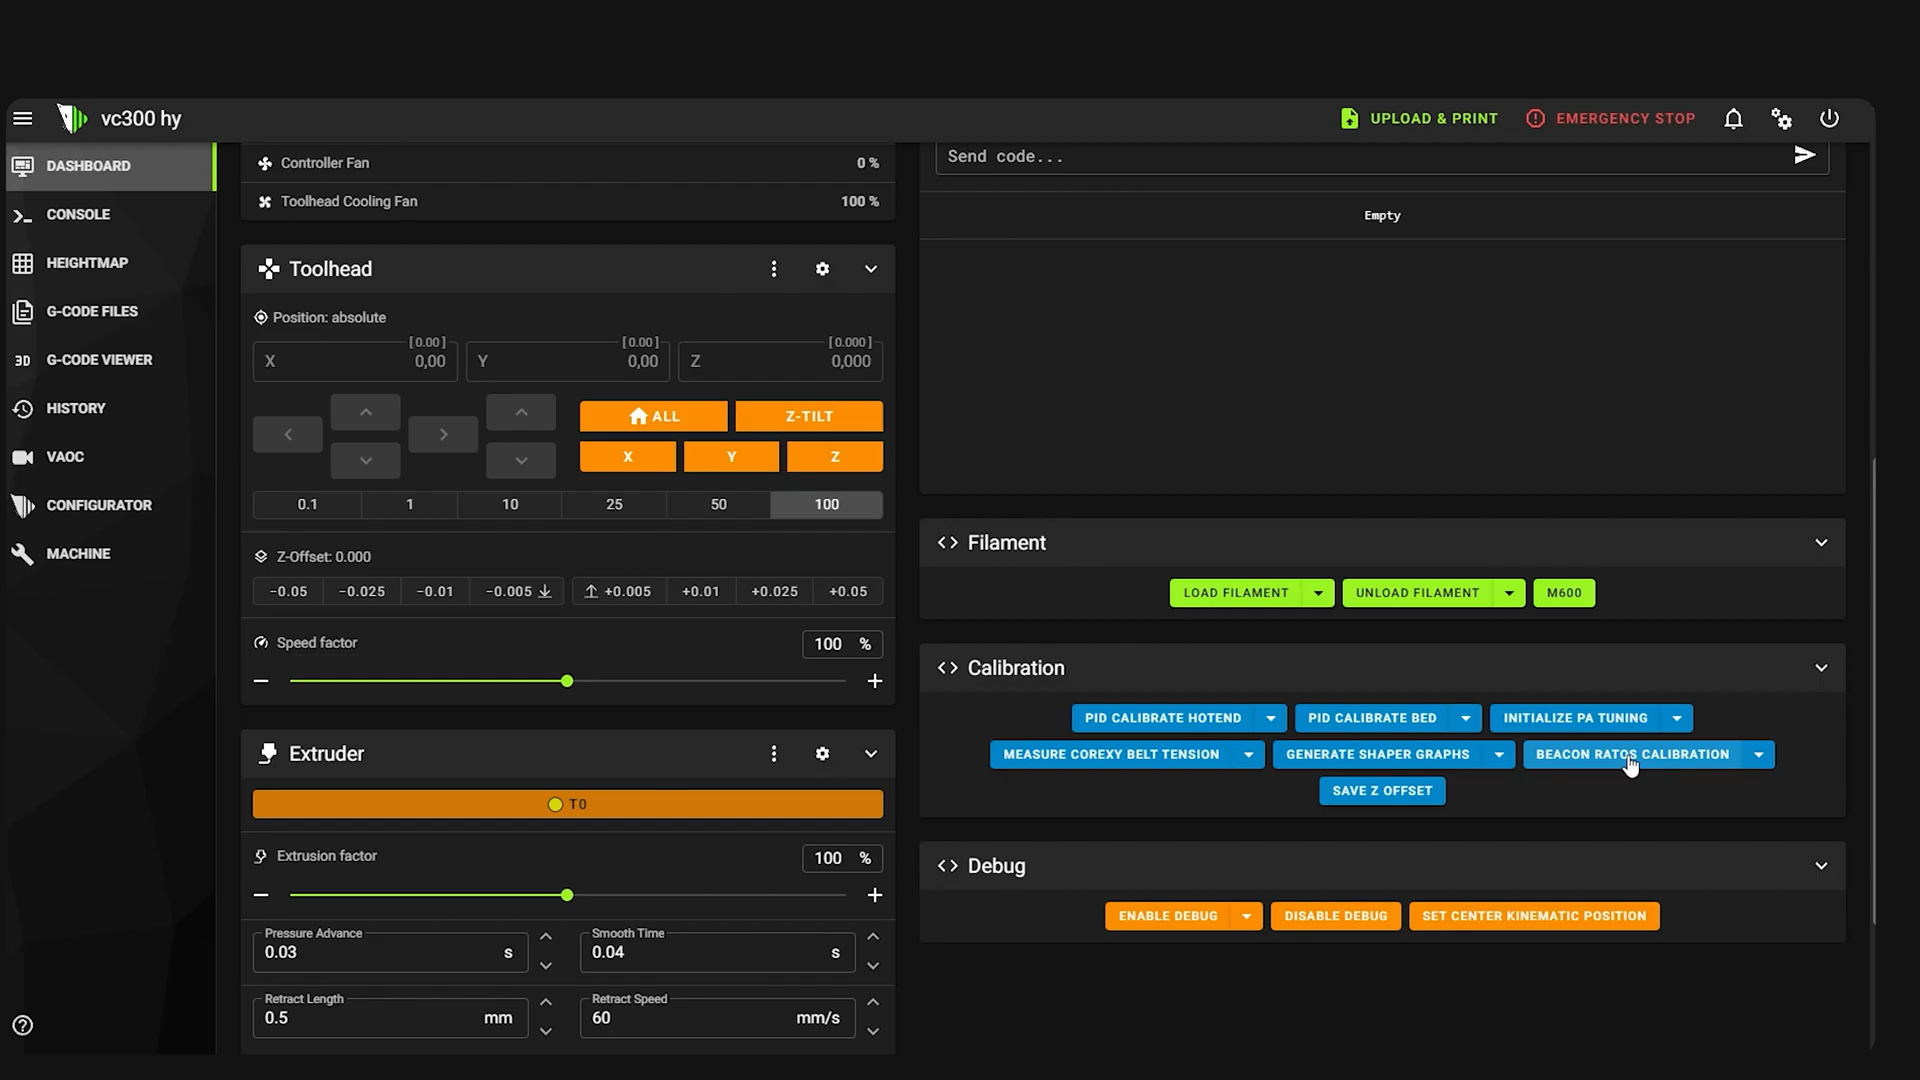 vc300 hy
UPLOAD & PRINT
EMERGENCY STOP
DASHBOARD
CONSOLE
HEIGHTMAP
G-CODE FILES
3D G-CODE VIEWER
HISTORY
VAOC
CONFIGURATOR
MACHINE
Controller Fan 0 %
Toolhead Cooling Fan 100 %
Toolhead
Position: absolute
[0.00] [0.00] [0.000]
X 0,00 Y 0,00 Z 0,000
ALL Z-TILT
X Y Z
0.1 1 10 25 50 100
Z-Offset: 0.000
−0.05 −0.025 −0.01 −0.005 +0.005 +0.01 +0.025 +0.05
Speed factor 100 %
Extruder
T0
Extrusion factor 100 %
Pressure Advance Smooth Time
0.03 s 0.04 s
Retract Length Retract Speed
0.5 mm 60 mm/s
Send code...
Empty
Filament
LOAD FILAMENT UNLOAD FILAMENT M600
Calibration
PID CALIBRATE HOTEND PID CALIBRATE BED INITIALIZE PA TUNING
MEASURE COREXY BELT TENSION GENERATE SHAPER GRAPHS BEACON RATOS CALIBRATION
SAVE Z OFFSET
Debug
ENABLE DEBUG DISABLE DEBUG SET CENTER KINEMATIC POSITION